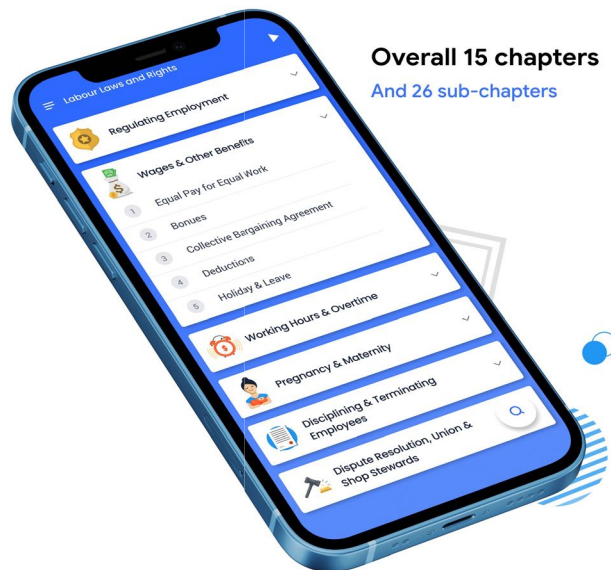 Overall 15 chapters
And 26 sub-chapters
Labour Laws and Rights
Regulating Employment
Wages & Other Benefits
1 Equal Pay for Equal Work
2 Bonues
3 Collective Bargaining Agreement
4 Deductions
5 Holiday & Leave
Working Hours & Overtime
Pregnancy & Maternity
Disciplining & Terminating
Employees
Dispute Resolution, Union &
Shop Stewards